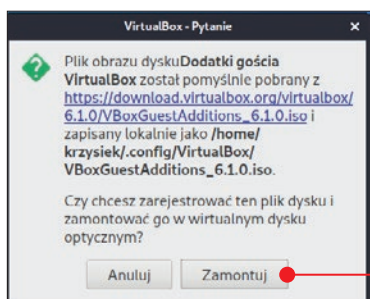 VirtualBox - Pytanie
Plik obrazu dyskuDodatki gościa
VirtualBox został pomyślnie pobrany z
https://download.virtualbox.org/virtualbox/
6.1.0/VBoxGuestAdditions_6.1.0.iso i
zapisany lokalnie jako /home/
krzysiek/.config/VirtualBox/
VBoxGuestAdditions_6.1.0.iso.
Czy chcesz zarejestrować ten plik dysku i
zamontować go w wirtualnym dysku
optycznym?
Anuluj Zamontuj